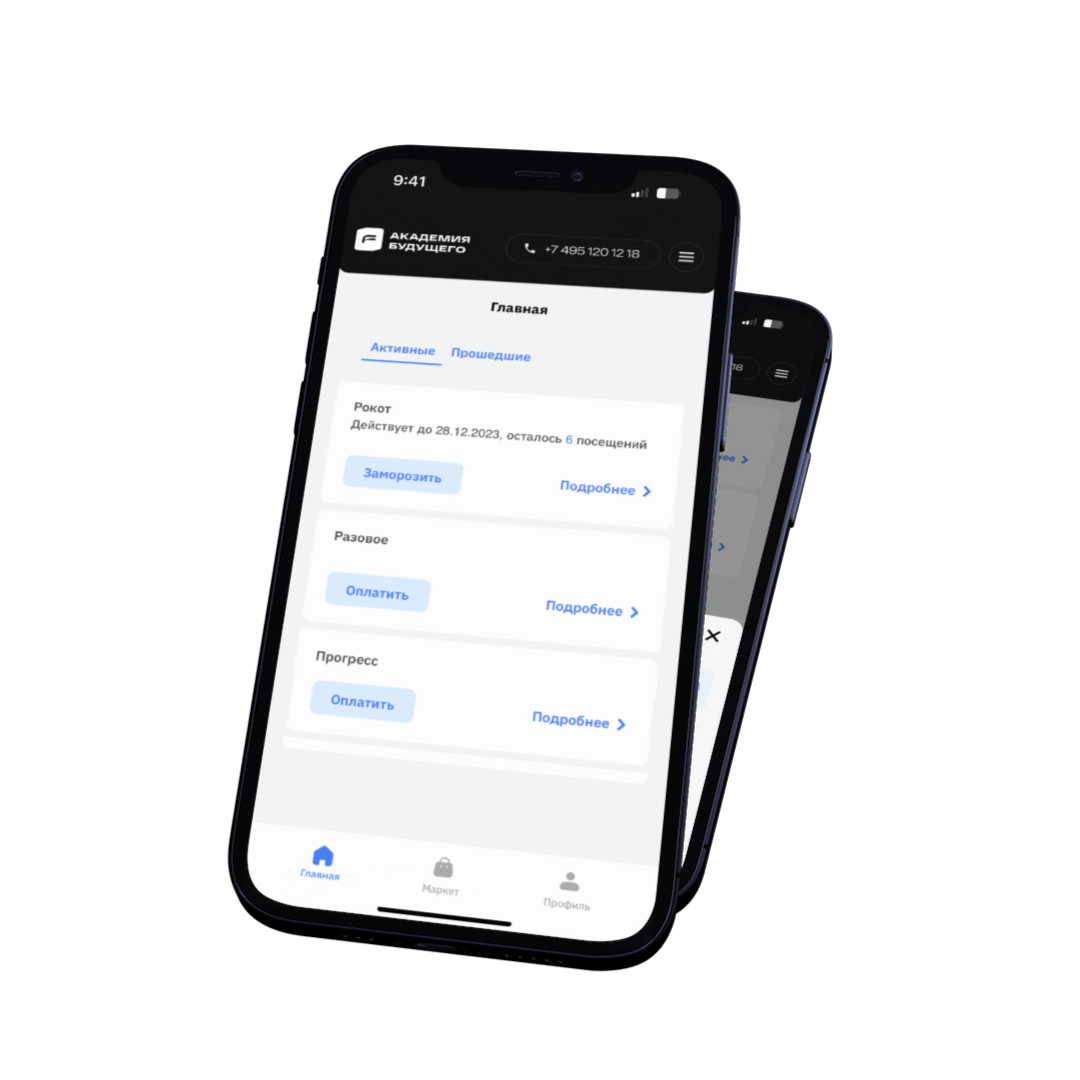 9:41
АКАДЕМИЯ
БУДУЩЕГО
+7 495 120 12 18
Главная
Активные Прошедшие
Рокот
Действует до 28.12.2023, осталось 6 посещений
Заморозить Подробнее
Разовое
Оплатить Подробнее
Прогресс
Оплатить Подробнее
Главная Маркет Профиль
18